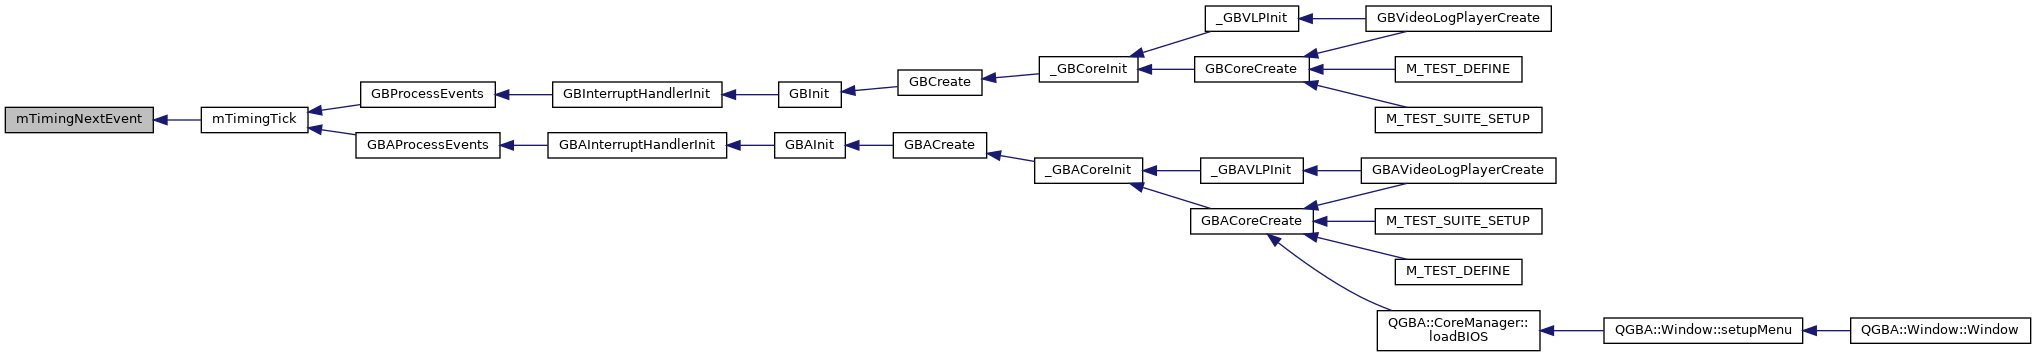 mTimingNextEvent
mTimingTick
GBProcessEvents
GBInterruptHandlerInit
GBInit
GBCreate
_GBCoreInit
_GBVLPInit
GBVideoLogPlayerCreate
GBCoreCreate
M_TEST_DEFINE
M_TEST_SUITE_SETUP
GBAProcessEvents
GBAInterruptHandlerInit
GBAInit
GBACreate
_GBACoreInit
_GBAVLPInit
GBAVideoLogPlayerCreate
GBACoreCreate
M_TEST_SUITE_SETUP
M_TEST_DEFINE
QGBA::CoreManager::
loadBIOS
QGBA::Window::setupMenu
QGBA::Window::Window